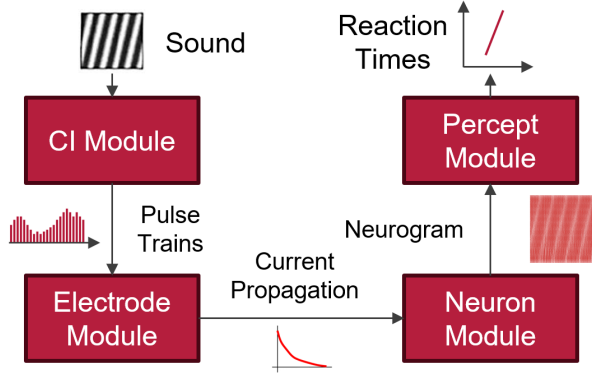 Sound
CI Module
Pulse
Trains
Electrode
Module
Current
Propagation
Neuron
Module
Neurogram
Percept
Module
Reaction
Times